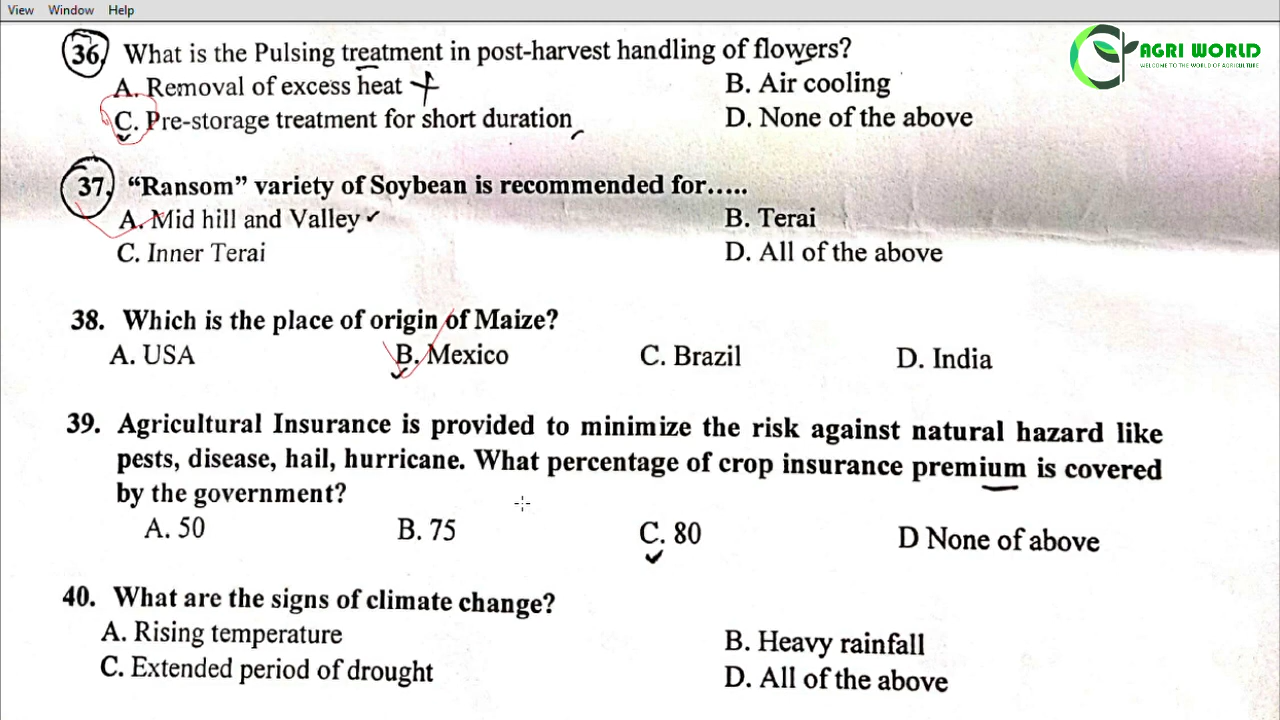 View Window Help
AGRI WORLD
WELCOME TO THE WORLD OF AGRICULTURE
36. What is the Pulsing treatment in post-harvest handling of flowers?
A. Removal of excess heat B. Air cooling
C. Pre-storage treatment for short duration D. None of the above
37. “Ransom” variety of Soybean is recommended for.....
A. Mid hill and Valley B. Terai
C. Inner Terai D. All of the above
38. Which is the place of origin of Maize?
A. USA B. Mexico C. Brazil D. India
39. Agricultural Insurance is provided to minimize the risk against natural hazard like
pests, disease, hail, hurricane. What percentage of crop insurance premium is covered
by the government?
A. 50 B. 75 C. 80 D None of above
40. What are the signs of climate change?
A. Rising temperature B. Heavy rainfall
C. Extended period of drought D. All of the above